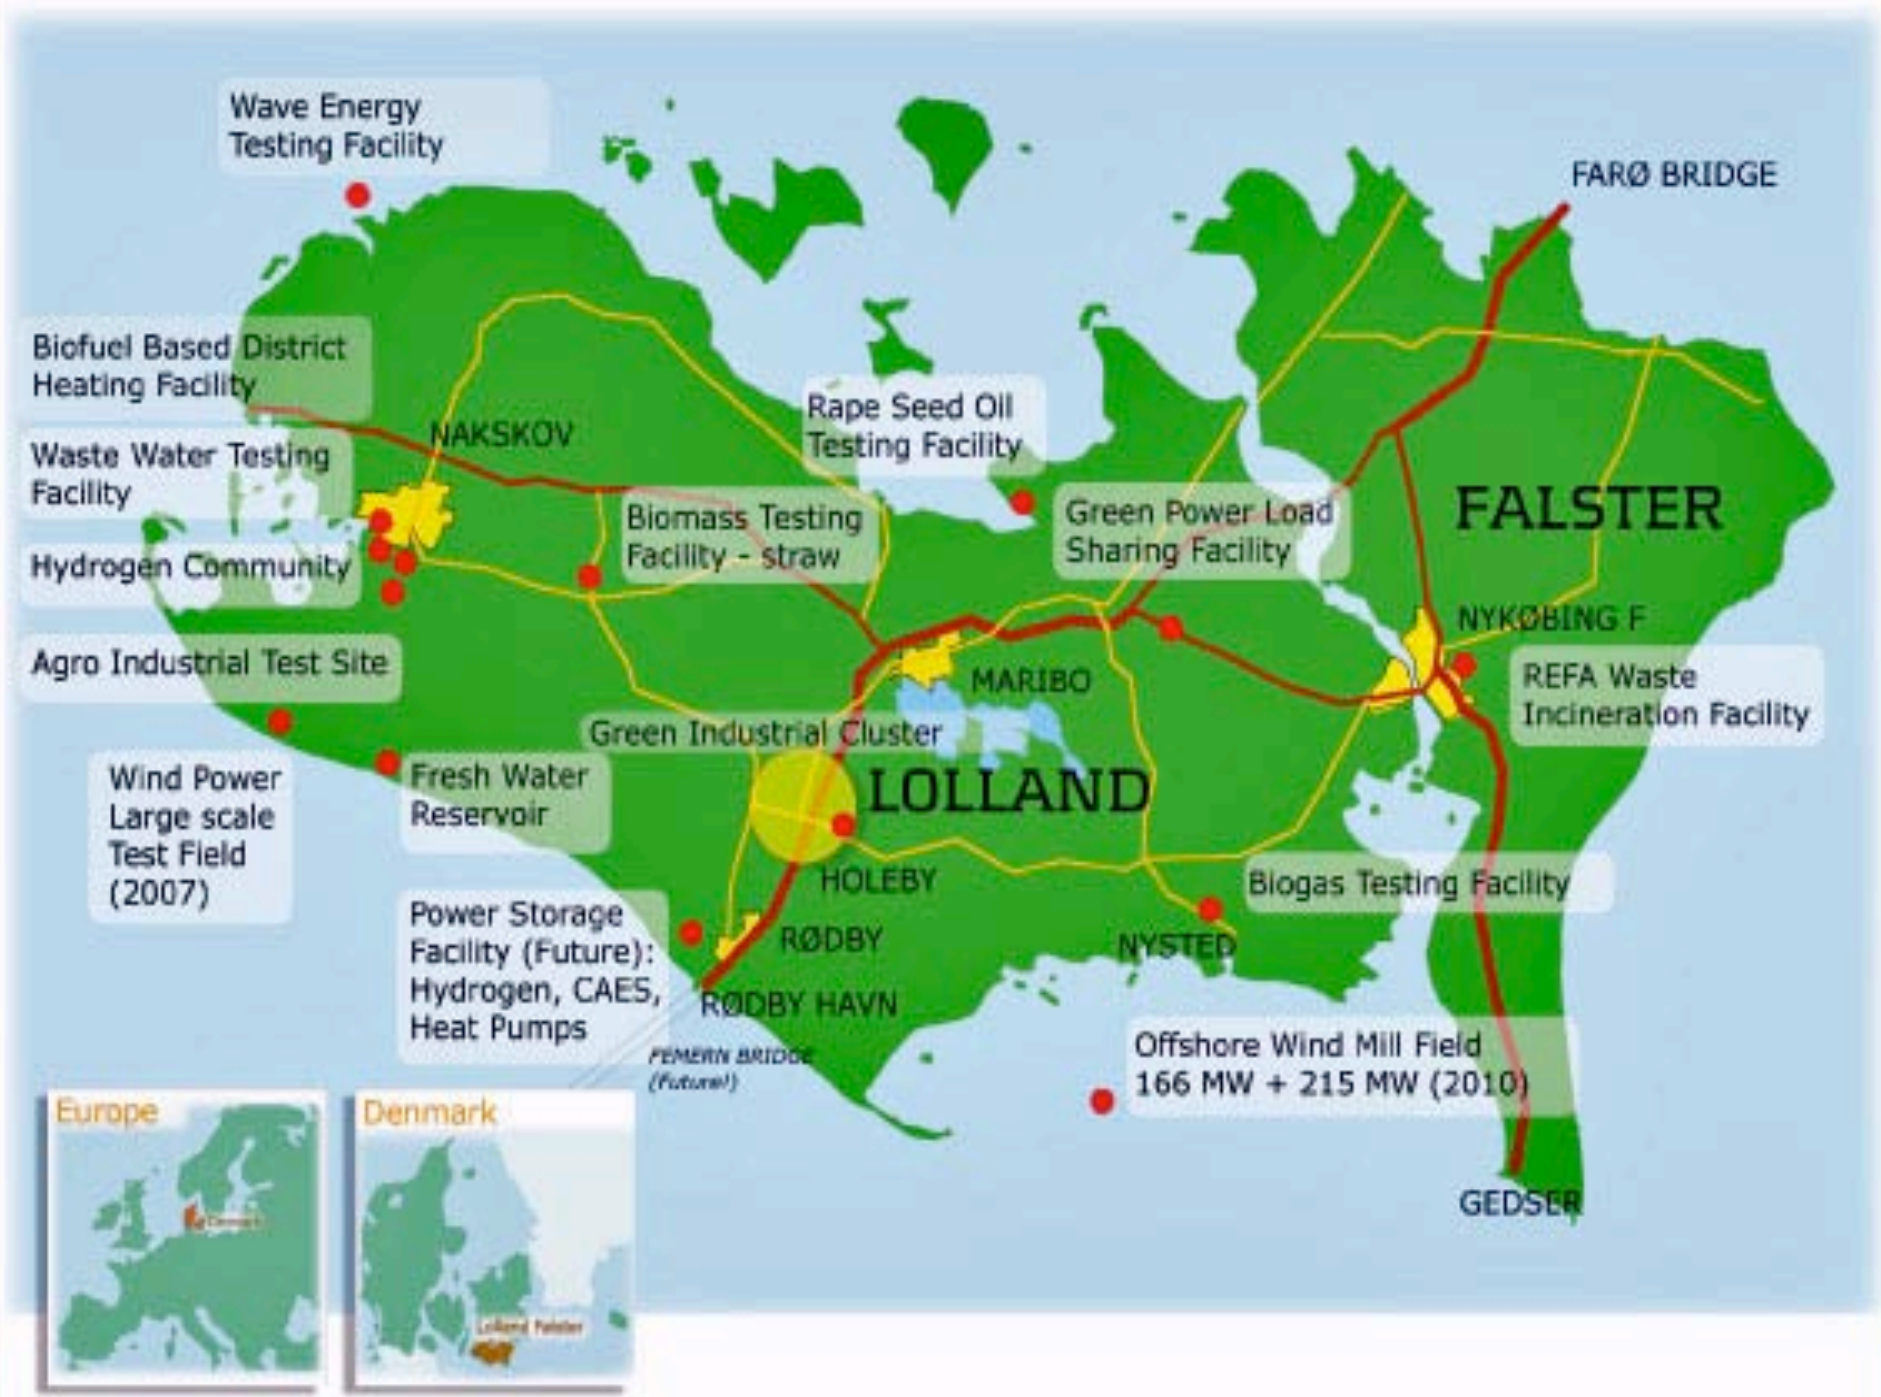 Wave Energy
Testing Facility
FARØ BRIDGE
Biofuel Based District
Heating Facility
NAKSKOV
Rape Seed Oil
Testing Facility
Waste Water Testing
Facility
Biomass Testing
Facility - straw
Green Power Load
Sharing Facility
FALSTER
Hydrogen Community
NYKØBING F
Agro Industrial Test Site
MARIBO
REFA Waste
Incineration Facility
Green Industrial Cluster
Wind Power
Large scale
Test Field
(2007)
Fresh Water
Reservoir
LOLLAND
HOLEBY
Biogas Testing Facility
Power Storage
Facility (Future):
Hydrogen, CAES,
Heat Pumps
RØDBY
NYSTED
RØDBY HAVN
FEMERN BRIDGE
(Future!)
Offshore Wind Mill Field
166 MW + 215 MW (2010)
GEDSER
Europe
Denmark
Denmark
Lolland Falster